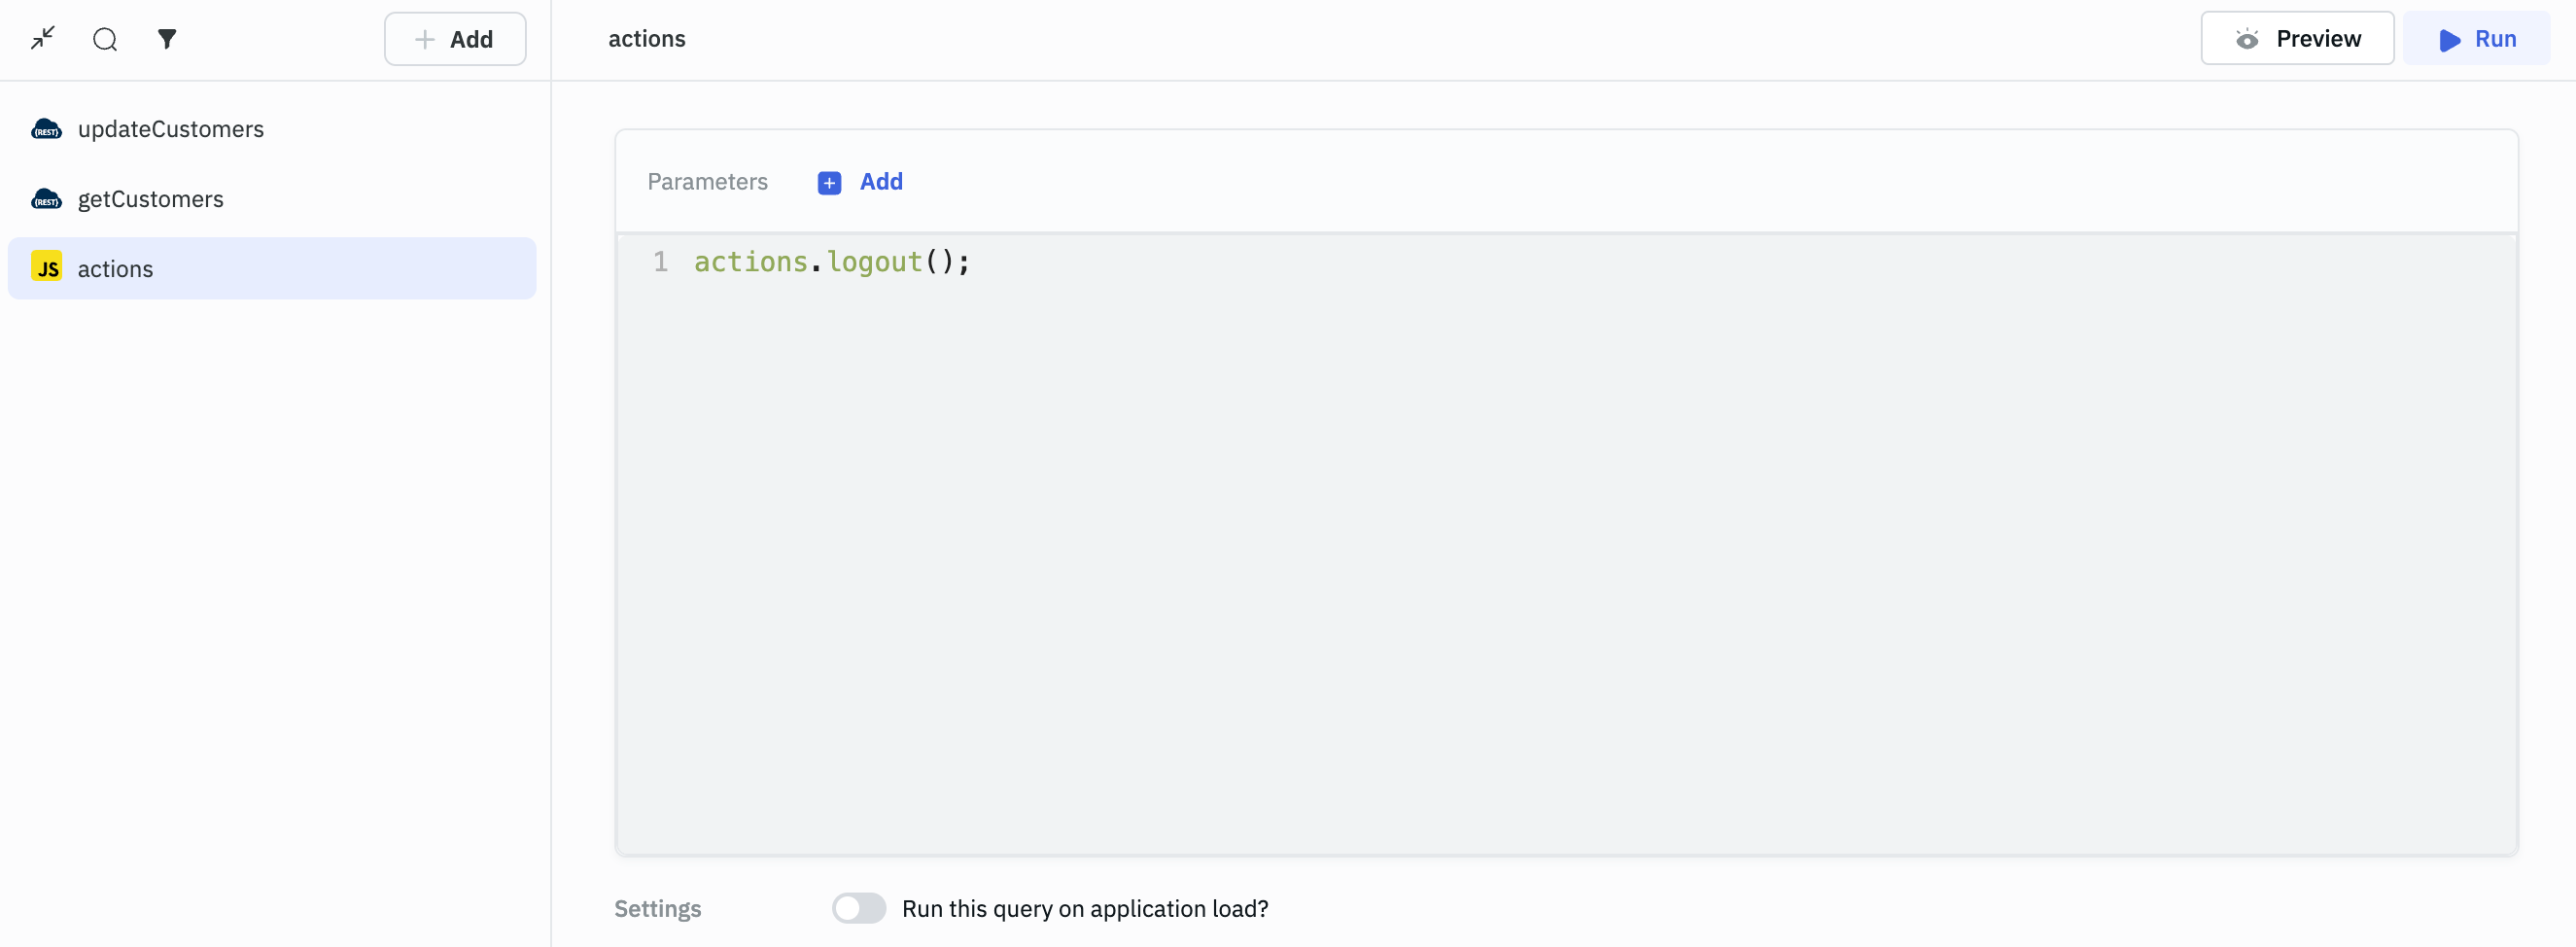 Add
actions
Preview
Run
{REST} updateCustomers
{REST} getCustomers
JS actions
Parameters
Add
1 actions.logout();
Settings
Run this query on application load?